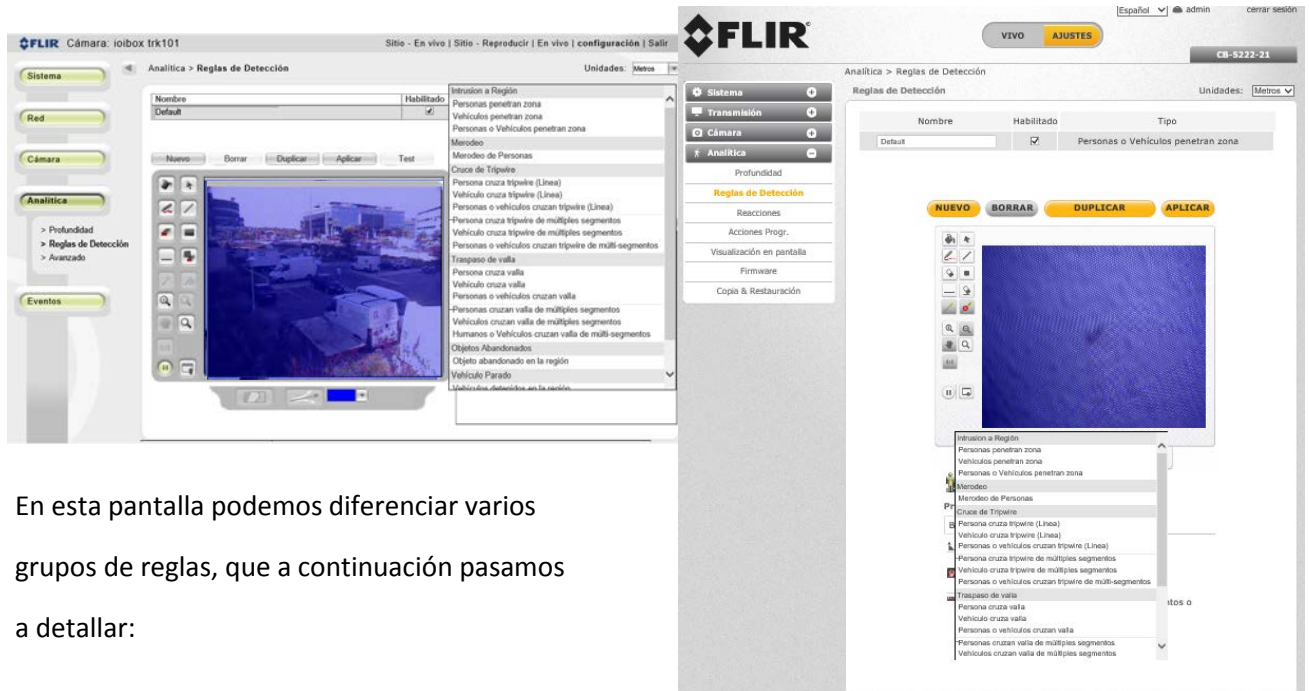 FLIR Cámara: ioibox trk101
Sitio - En vivo | Sitio - Reproducir | En vivo | configuración | Salir
Sistema
Red
Cámara
Analítica
> Profundidad
> Reglas de Detección
> Avanzado
Eventos
Analítica > Reglas de Detección
Unidades: Metros
Nombre Habilitado
Default
Nuevo Borrar Duplicar Aplicar Test
Intrusion a Región
Personas penetran zona
Vehículos penetran zona
Personas o Vehículos penetran zona
Merodeo
Merodeo de Personas
Cruce de Tripwire
Persona cruza tripwire (Línea)
Vehículo cruza tripwire (Línea)
Personas o vehículos cruzan tripwire (Línea)
Persona cruza tripwire de múltiples segmentos
Vehículo cruza tripwire de múltiples segmentos
Personas o vehículos cruzan tripwire de múlti-segmentos
Traspaso de valla
Persona cruza valla
Vehículo cruza valla
Personas o vehículos cruzan valla
Personas cruzan valla de múltiples segmentos
Vehículos cruzan valla de múltiples segmentos
Humanos o Vehículos cruzan valla de múlti-segmentos
Objetos Abandonados
Objeto abandonado en la región
Vehículo Parado
Vehículos detenidos en la región
En esta pantalla podemos diferenciar varios
grupos de reglas, que a continuación pasamos
a detallar:
Español admin cerrar sesión
FLIR
VIVO AJUSTES
CB-5222-21
Analítica > Reglas de Detección
Sistema
Transmisión
Cámara
Analítica
Profundidad
Reglas de Detección
Reacciones
Acciones Progr.
Visualización en pantalla
Firmware
Copia & Restauración
Reglas de Detección Unidades: Metros
Nombre Habilitado Tipo
Default Personas o Vehículos penetran zona
NUEVO BORRAR DUPLICAR APLICAR
Intrusion a Región
Personas penetran zona
Vehículos penetran zona
Personas o Vehículos penetran zona
Merodeo
Merodeo de Personas
Cruce de Tripwire
Persona cruza tripwire (Línea)
Vehículo cruza tripwire (Línea)
Personas o vehículos cruzan tripwire (Línea)
Persona cruza tripwire de múltiples segmentos
Vehículo cruza tripwire de múltiples segmentos
Personas o vehículos cruzan tripwire de múlti-segmentos
Traspaso de valla
Persona cruza valla
Vehículo cruza valla
Personas o vehículos cruzan valla
Personas cruzan valla de múltiples segmentos
Vehículos cruzan valla de múltiples segmentos